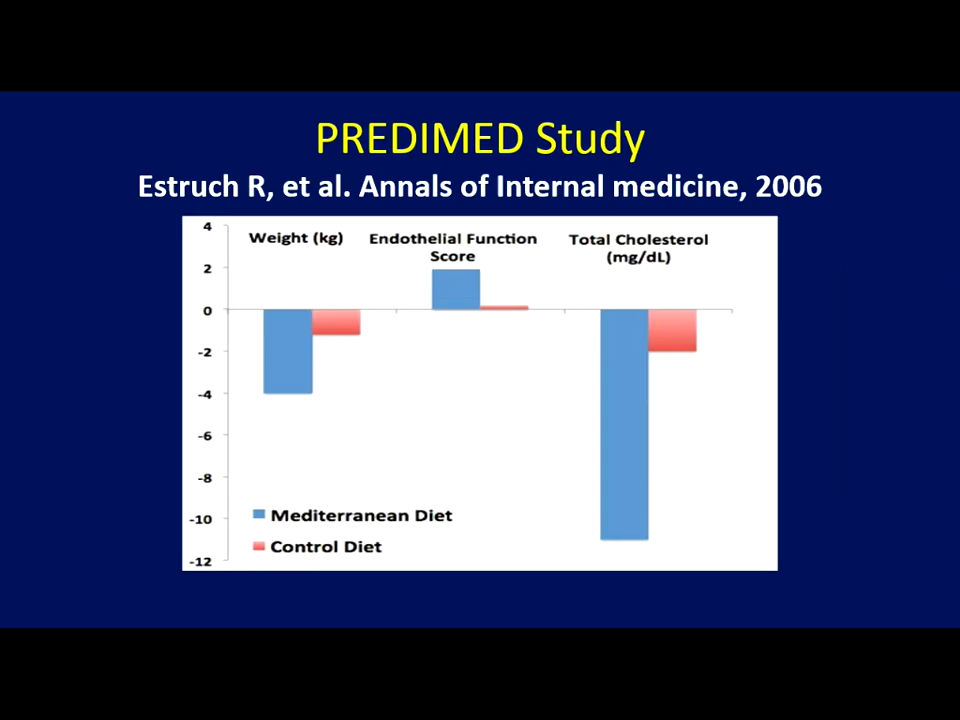 PREDIMED Study
Estruch R, et al. Annals of Internal medicine, 2006
Weight (kg)
Endothelial Function
Score
Total Cholesterol
(mg/dL)
4
2
0
-2
-4
-6
-8
-10
-12
Mediterranean Diet
Control Diet